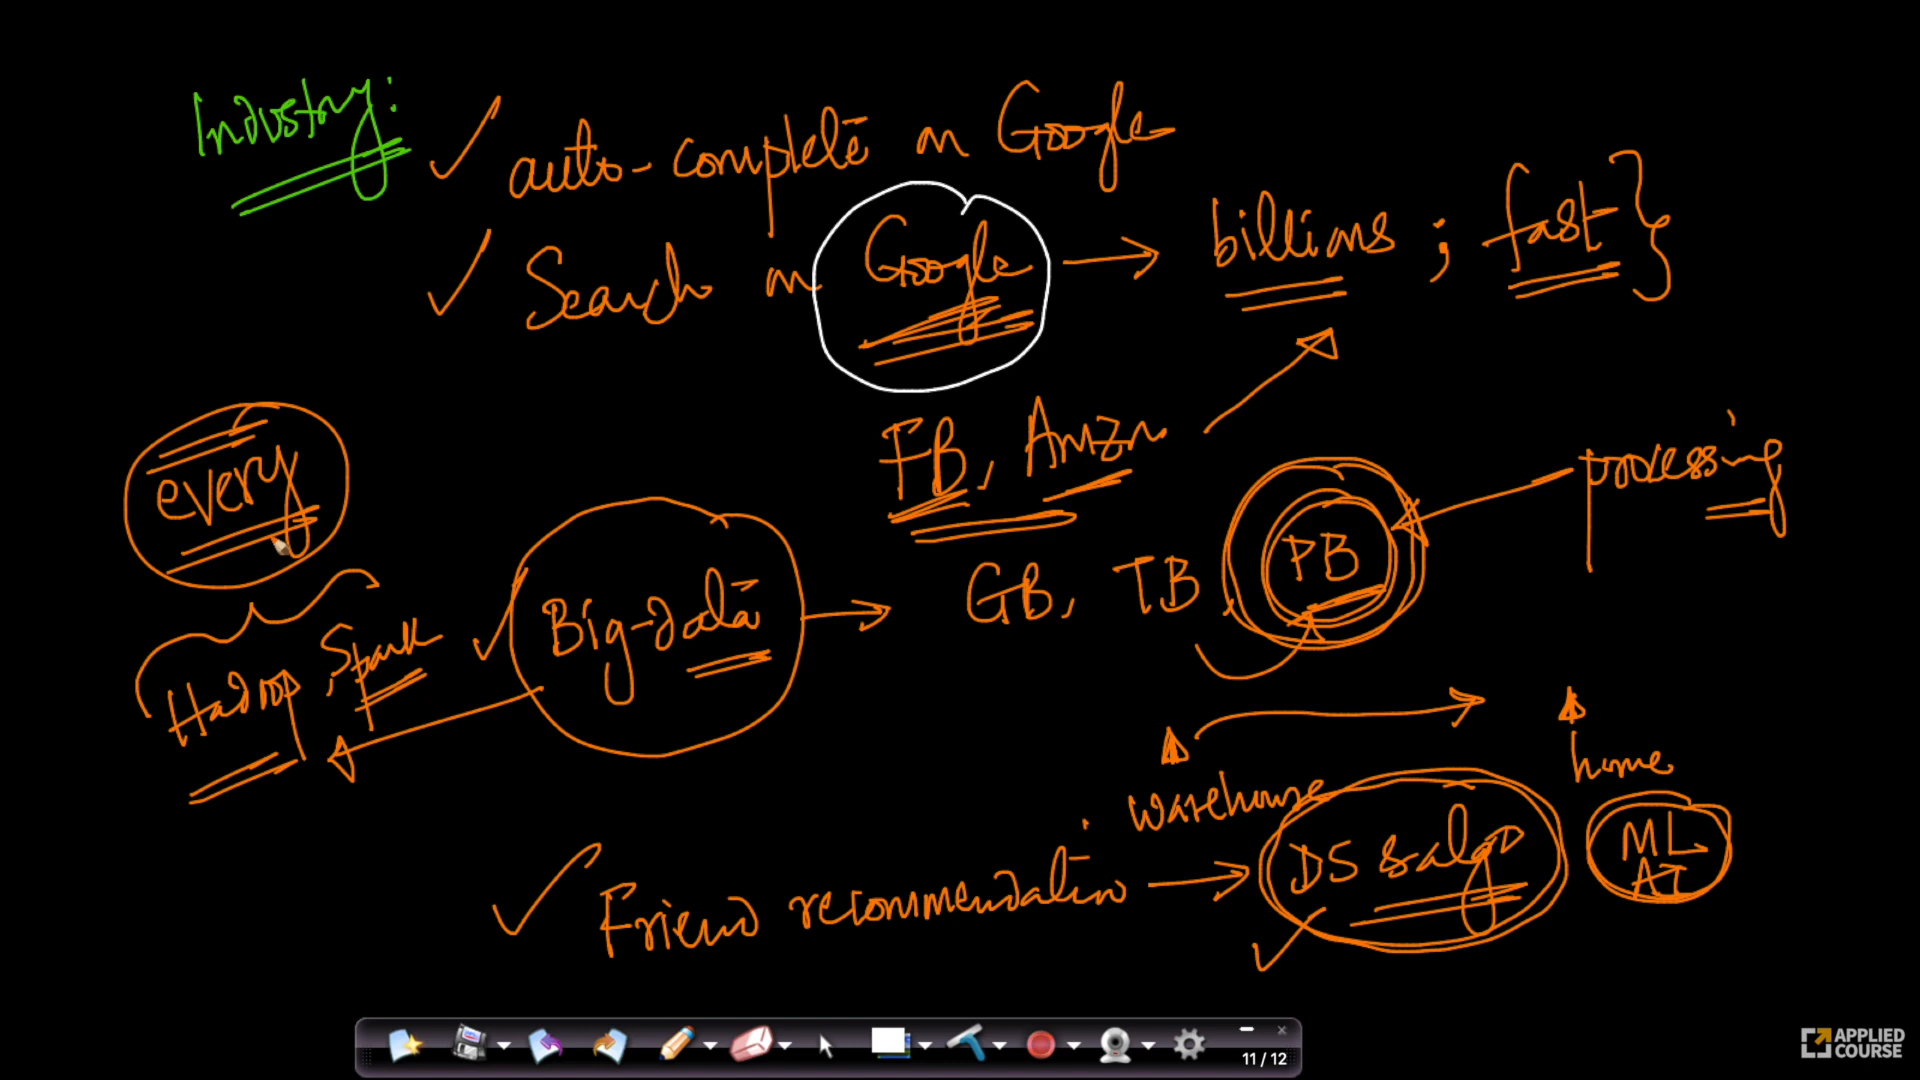 Industry:
auto-complete on Google
Search on Google → billions ; fast }
FB, Amzn
processing
every
Big-data → GB, TB, PB
Hadoop, Spark
home
warehouse
Friend recommendation → DS & algo
ML
AI
11 / 12
APPLIED
COURSE